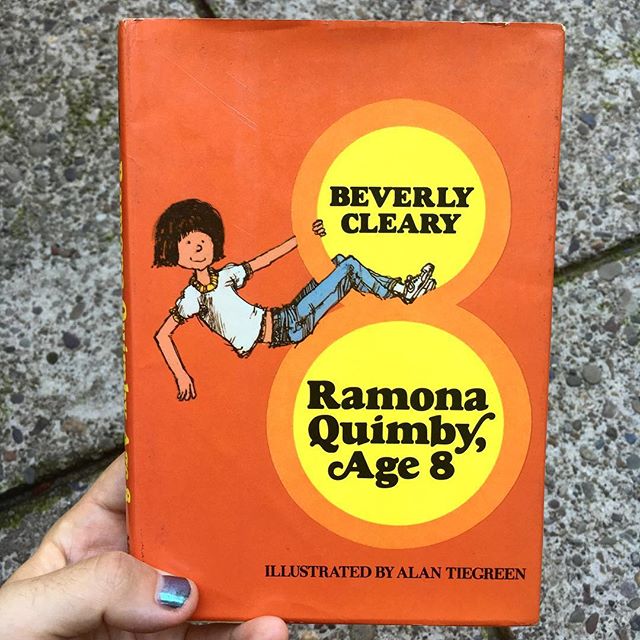 BEVERLY
CLEARY
Ramona
Quimby,
Age 8
ILLUSTRATED BY ALAN TIEGREEN